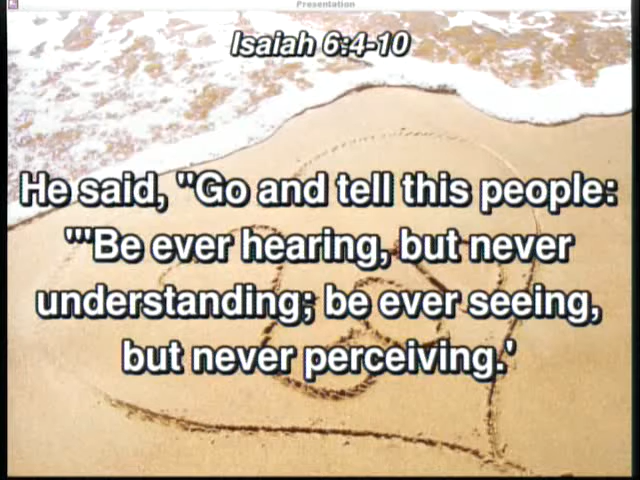 Presentation
Isaiah 6:4-10
He said, "Go and tell this people:
"'Be ever hearing, but never
understanding; be ever seeing,
but never perceiving.'